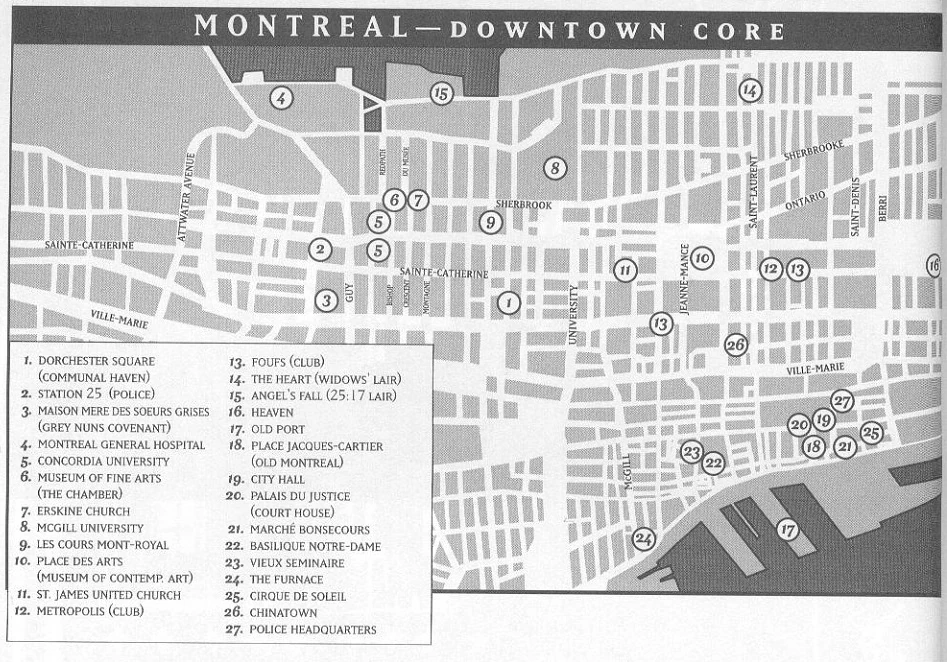 MONTREAL—DOWNTOWN CORE
4
15
14
8
SHERBROOKE
REDPATH
DU MUSEE
ATTWATER AVENUE
SAINT-LAURENT
ONTARIO
SAINT-DENIS
BERRI
6
7
SHERBROOK
5
9
SAINTE-CATHERINE
2
5
SAINTE-CATHERINE
11
JEANNE-MANCE
10
12
13
16
3
GUY
BISHOP
CRESCENT
MONTAGNE
1
UNIVERSITY
13
26
VILLE-MARIE
VILLE-MARIE
27
20
19
18
21
25
23
22
MCGILL
17
24
1. DORCHESTER SQUARE
(COMMUNAL HAVEN)
2. STATION 25 (POLICE)
3. MAISON MERE DES SOEURS GRISES
(GREY NUNS COVENANT)
4. MONTREAL GENERAL HOSPITAL
5. CONCORDIA UNIVERSITY
6. MUSEUM OF FINE ARTS
(THE CHAMBER)
7. ERSKINE CHURCH
8. MCGILL UNIVERSITY
9. LES COURS MONT-ROYAL
10. PLACE DES ARTS
(MUSEUM OF CONTEMP. ART)
11. ST. JAMES UNITED CHURCH
12. METROPOLIS (CLUB)
13. FOUFS (CLUB)
14. THE HEART (WIDOWS' LAIR)
15. ANGEL'S FALL (25:17 LAIR)
16. HEAVEN
17. OLD PORT
18. PLACE JACQUES-CARTIER
(OLD MONTREAL)
19. CITY HALL
20. PALAIS DU JUSTICE
(COURT HOUSE)
21. MARCHÉ BONSECOURS
22. BASILIQUE NOTRE-DAME
23. VIEUX SEMINAIRE
24. THE FURNACE
25. CIRQUE DE SOLEIL
26. CHINATOWN
27. POLICE HEADQUARTERS